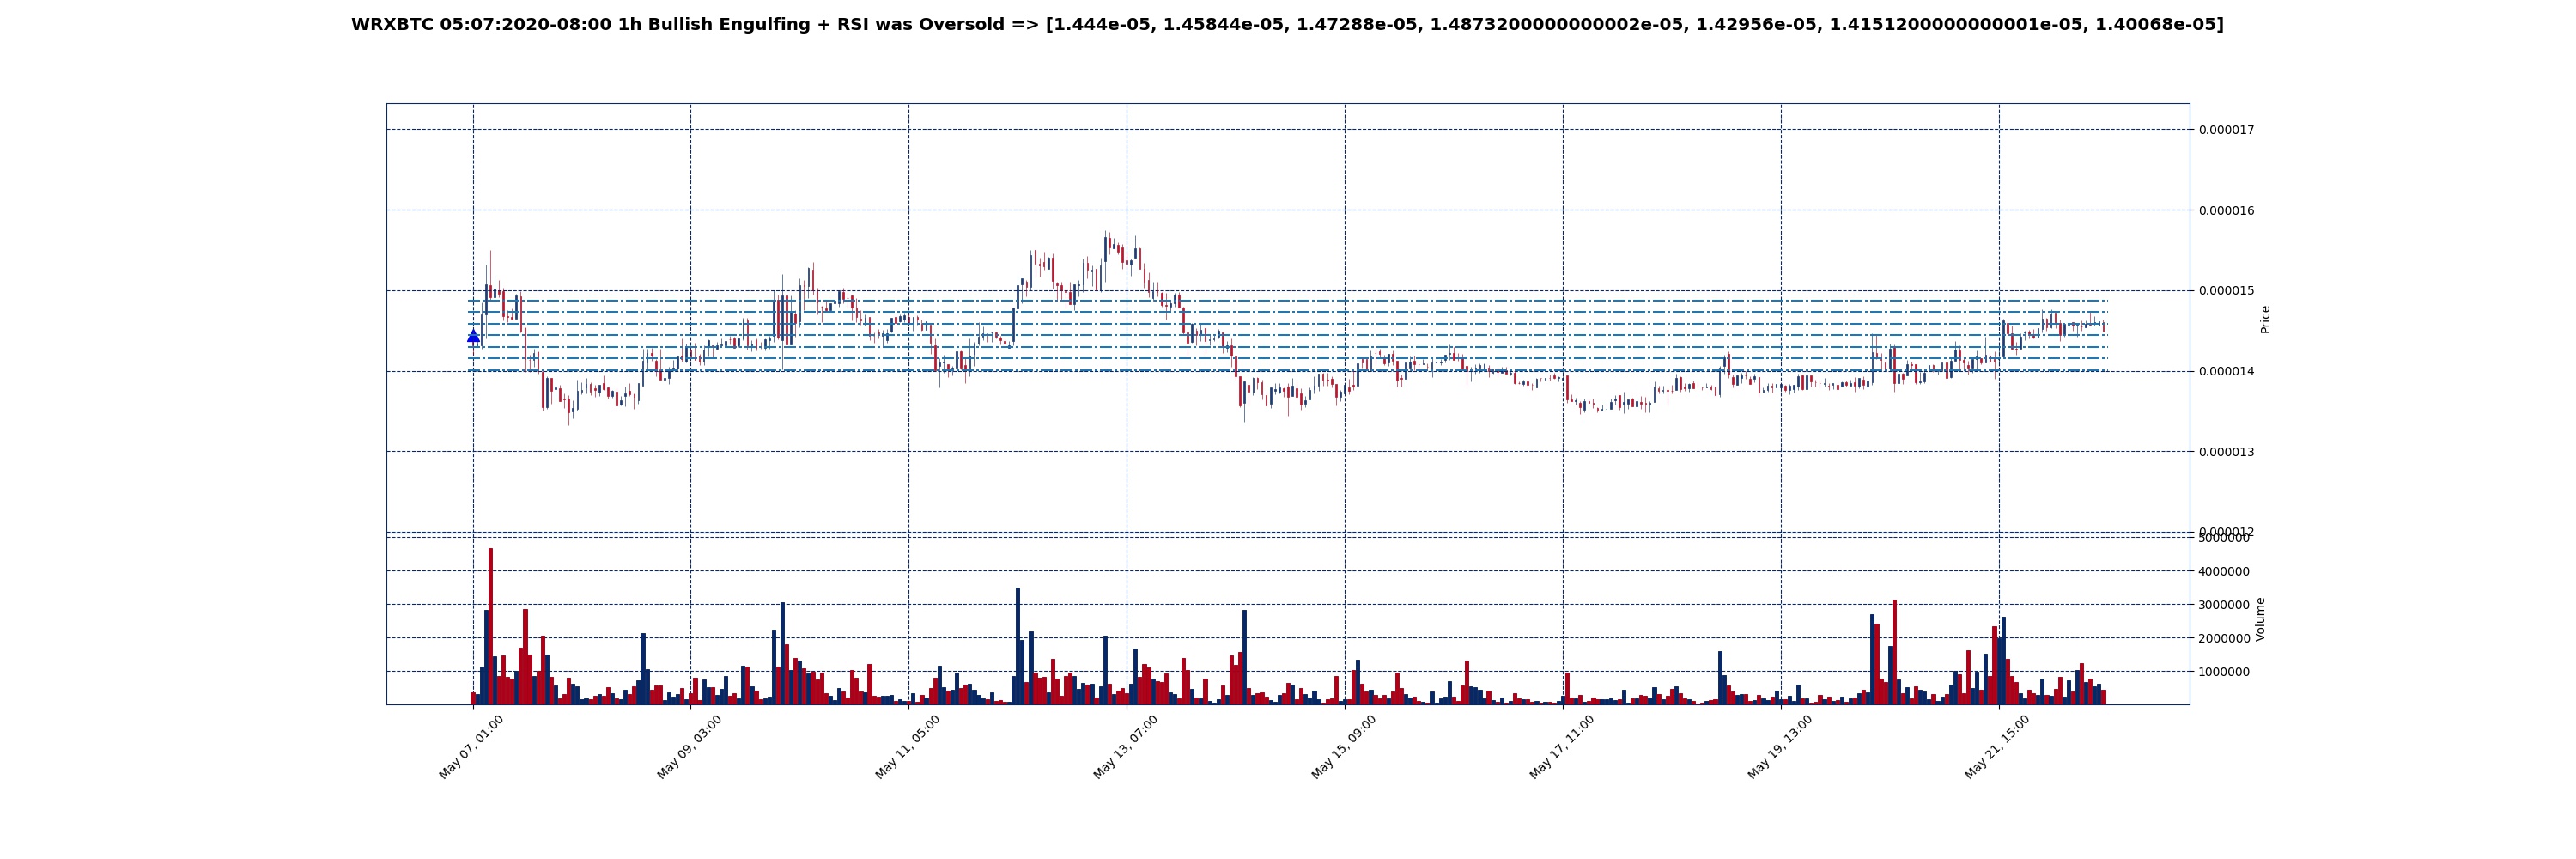 WRXBTC 05:07:2020-08:00 1h Bullish Engulfing + RSI was Oversold => [1.444e-05, 1.45844e-05, 1.47288e-05, 1.4873200000000002e-05, 1.42956e-05, 1.4151200000000001e-05, 1.40068e-05]
0.000017
0.000016
0.000015
Price
0.000014
0.000013
0.000012
5000000
4000000
3000000
Volume
2000000
1000000
May 07, 01:00
May 09, 03:00
May 11, 05:00
May 13, 07:00
May 15, 09:00
May 17, 11:00
May 19, 13:00
May 21, 15:00